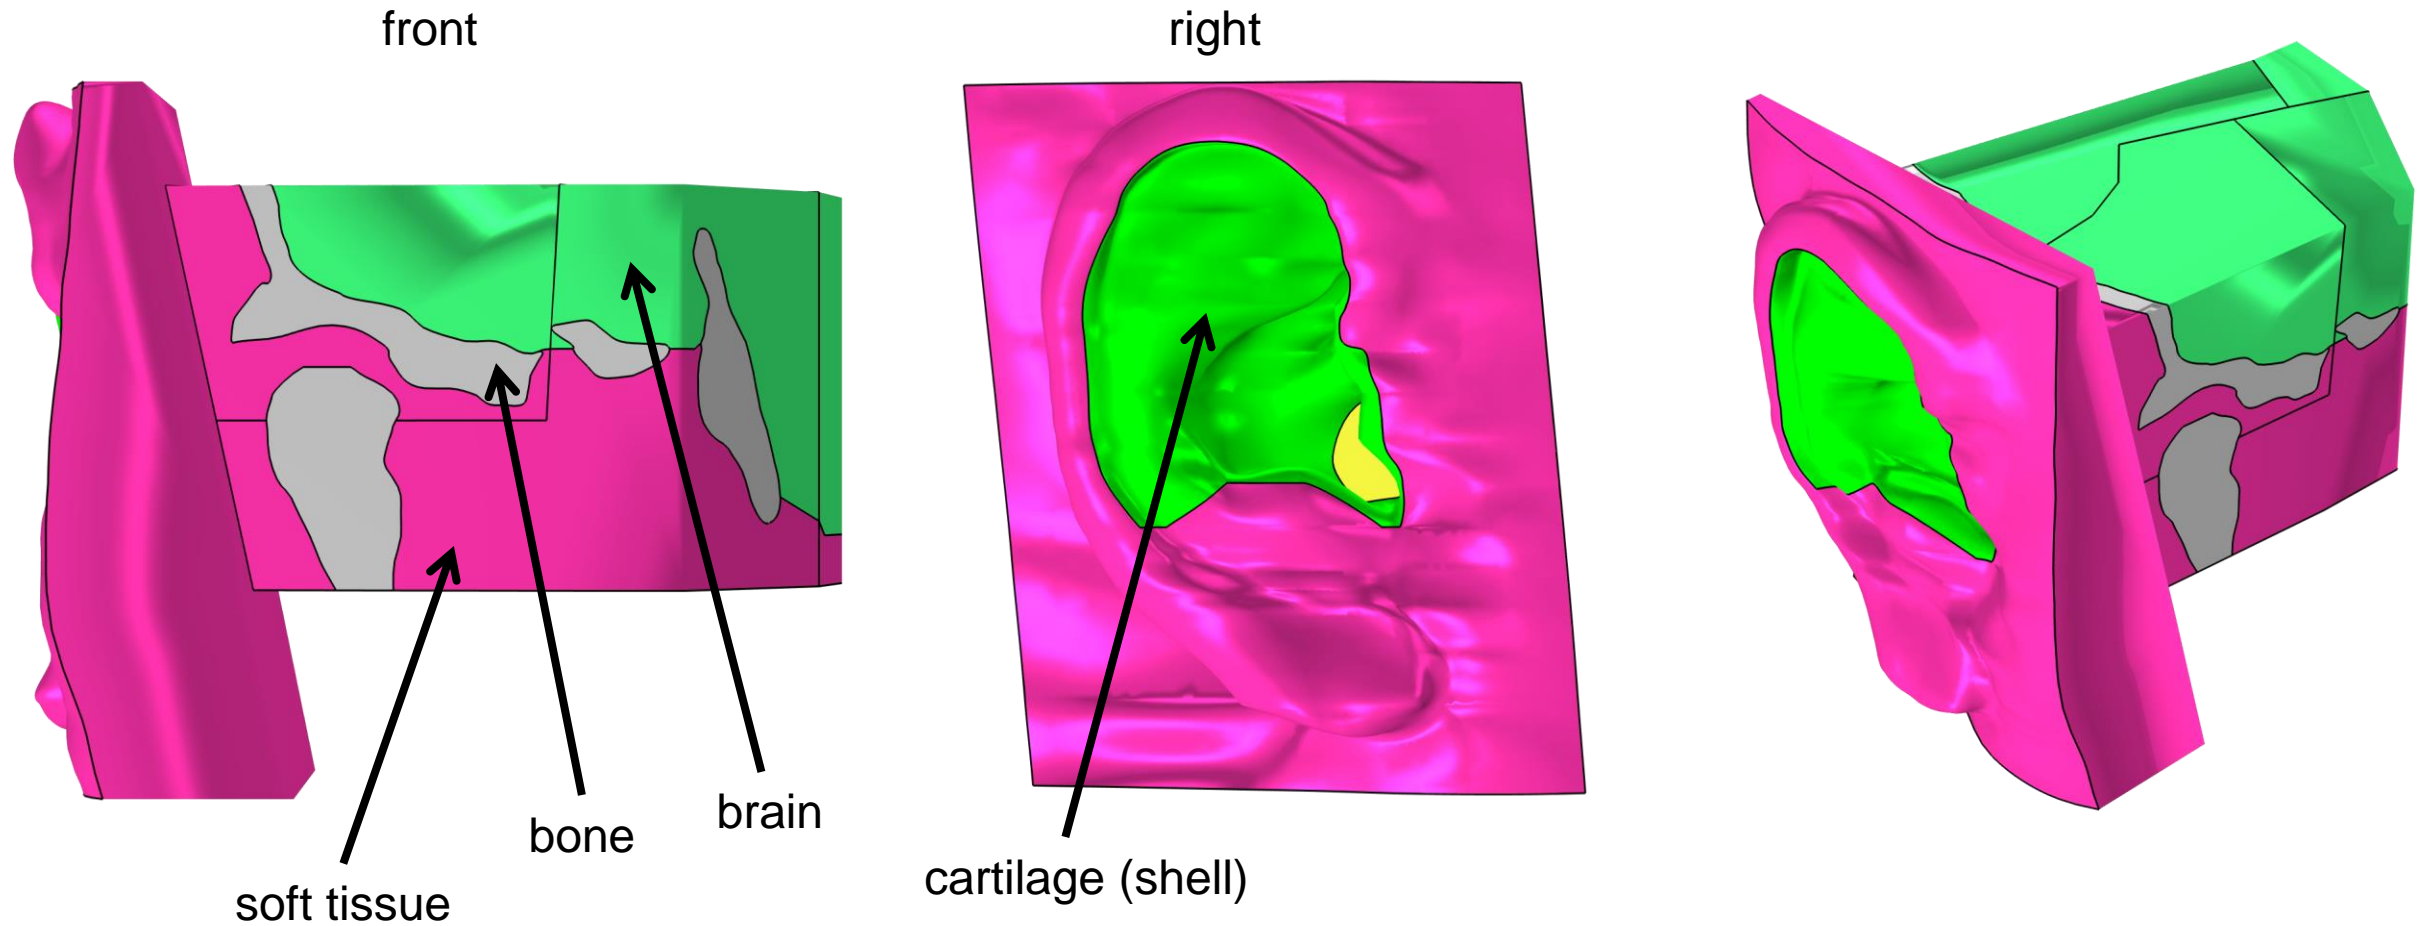 front
right
brain
bone
cartilage (shell)
soft tissue